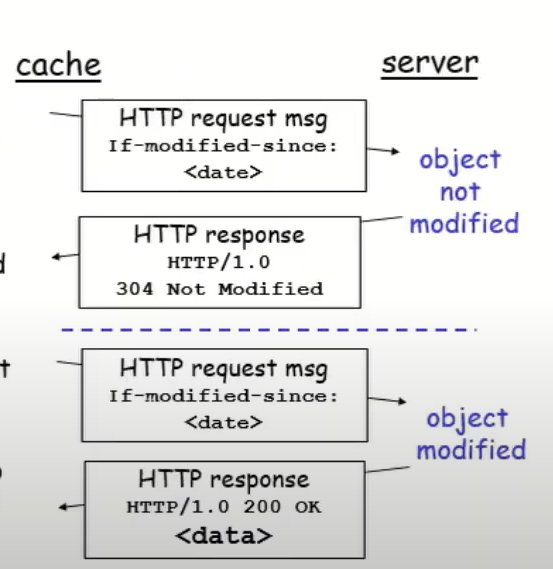 cache
server
HTTP request msg
If-modified-since:
<date>
object
not
modified
HTTP response
HTTP/1.0
304 Not Modified
HTTP request msg
If-modified-since:
<date>
object
modified
HTTP response
HTTP/1.0 200 OK
<data>